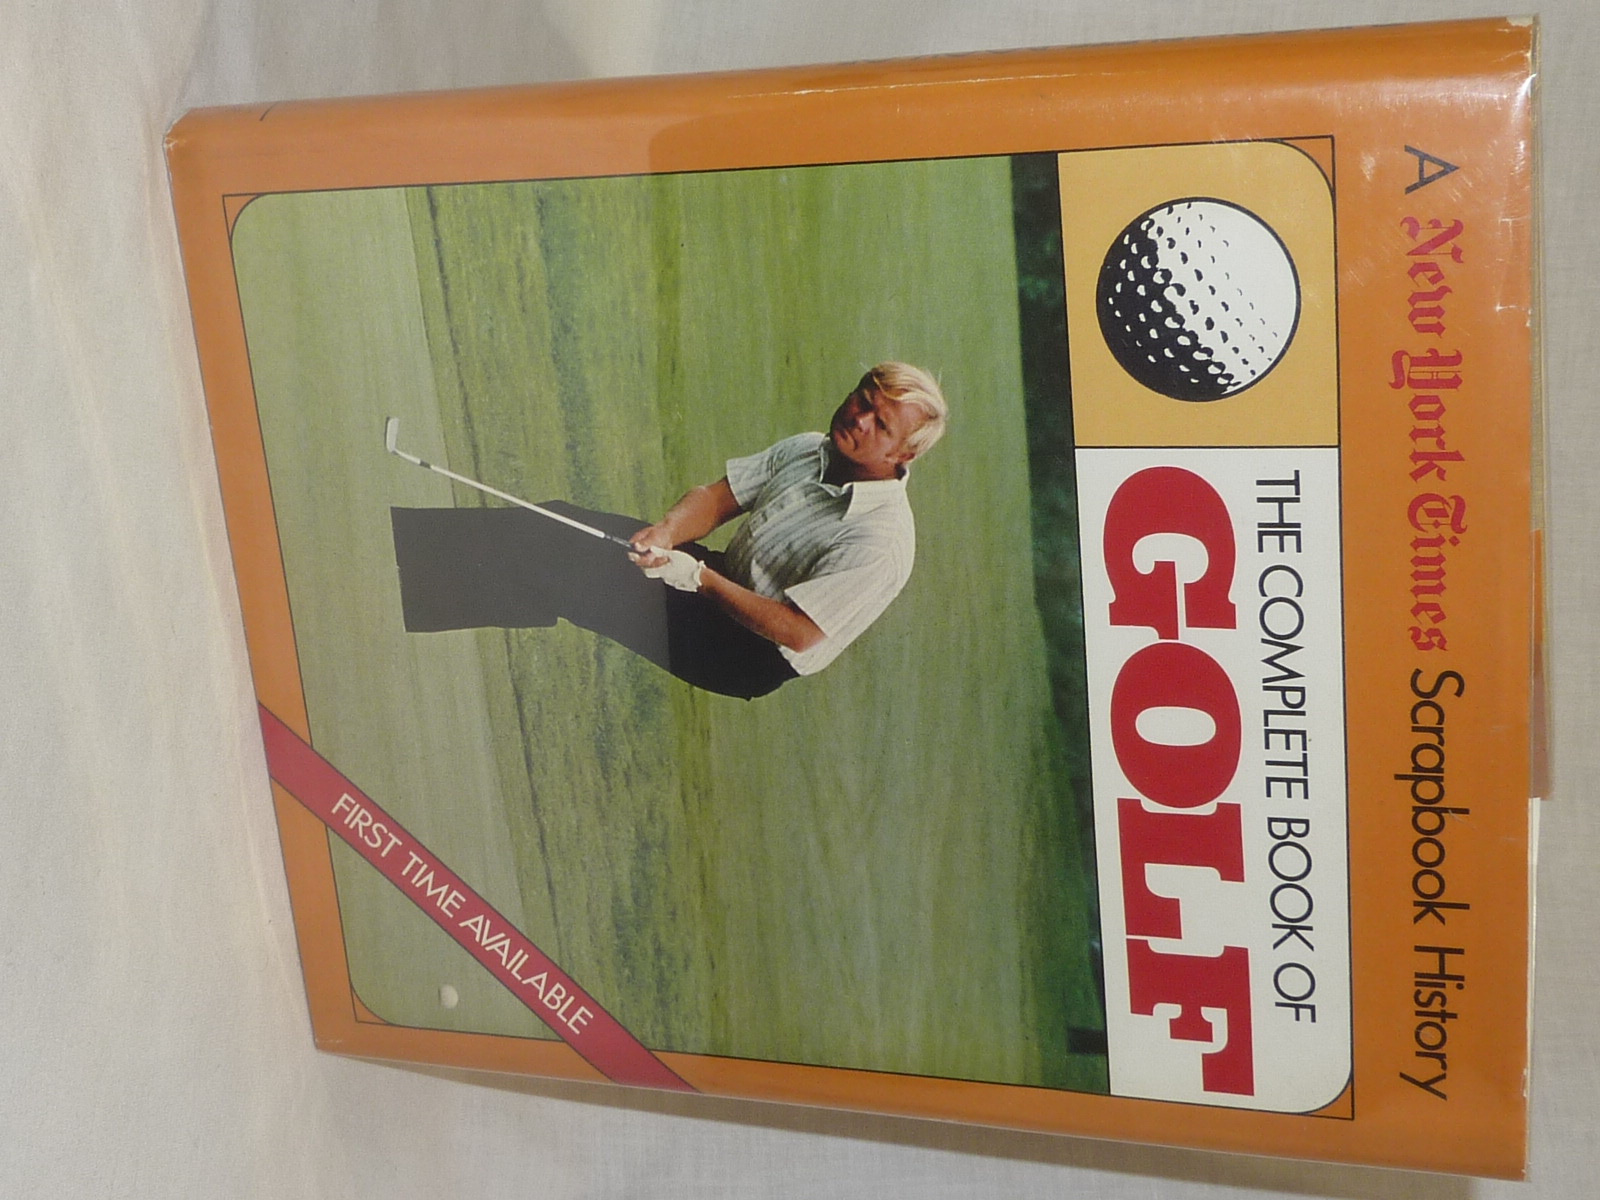 A New York Times Scrapbook History
THE COMPLETE BOOK OF
GOLF
FIRST TIME AVAILABLE